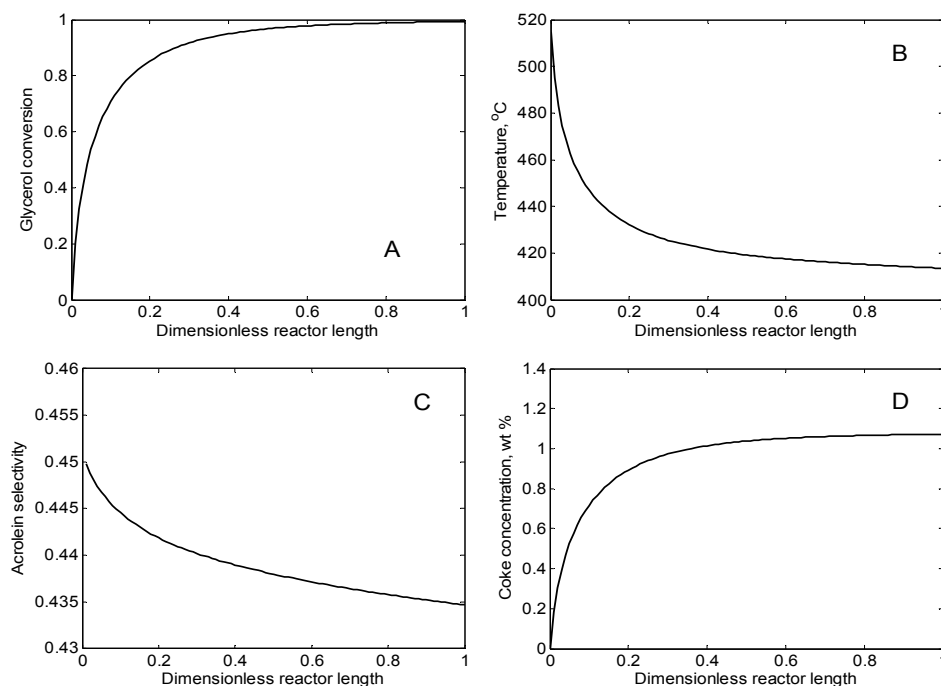 1
0.8
0.6
0.4
0.2
0
Glycerol conversion
A
0 0.2 0.4 0.6 0.8 1
Dimensionless reactor length
520
500
480
460
440
420
400
Temperature, °C
B
0 0.2 0.4 0.6 0.8 1
Dimensionless reactor length
0.46
0.455
0.45
0.445
0.44
0.435
0.43
Acrolein selectivity
C
0 0.2 0.4 0.6 0.8 1
Dimensionless reactor length
1.4
1.2
1
0.8
0.6
0.4
0.2
0
Coke concentration, wt %
D
0 0.2 0.4 0.6 0.8 1
Dimensionless reactor length